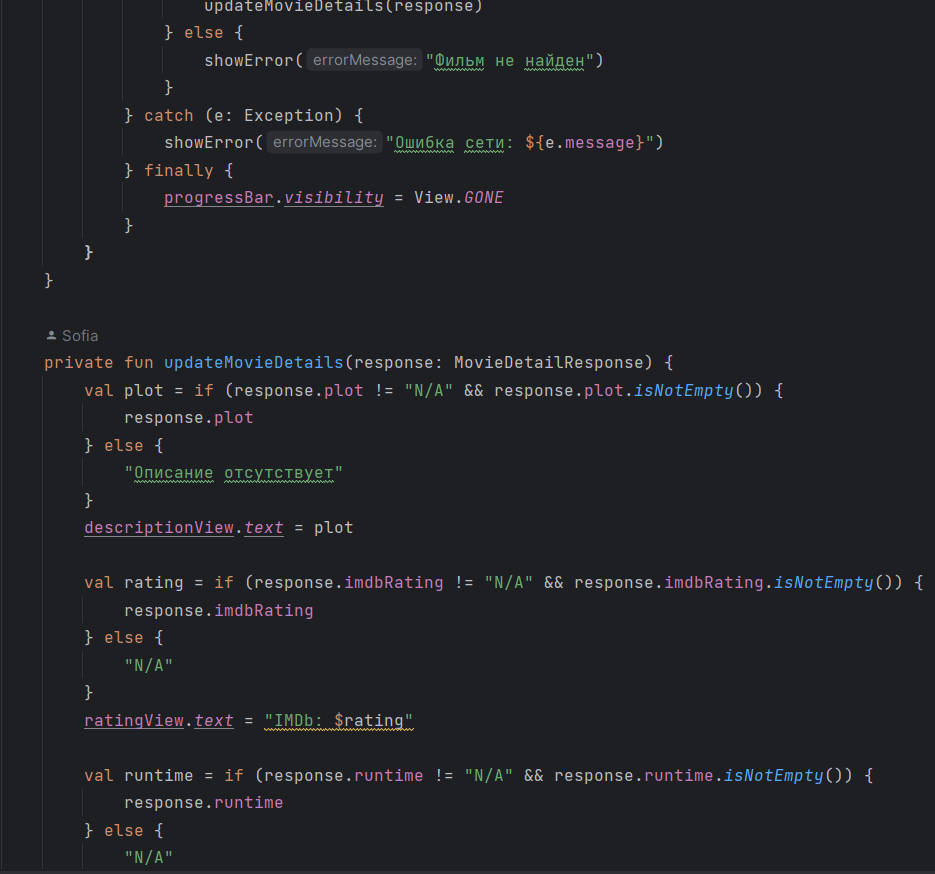 updateMovieDetails(response)
} else {
showError( errorMessage: "Фильм не найден")
}
} catch (e: Exception) {
showError( errorMessage: "Ошибка сети: ${e.message}")
} finally {
progressBar.visibility = View.GONE
}
}
}
Sofia
private fun updateMovieDetails(response: MovieDetailResponse) {
val plot = if (response.plot != "N/A" && response.plot.isNotEmpty()) {
response.plot
} else {
"Описание отсутствует"
}
descriptionView.text = plot
val rating = if (response.imdbRating != "N/A" && response.imdbRating.isNotEmpty()) {
response.imdbRating
} else {
"N/A"
}
ratingView.text = "IMDb: $rating"
val runtime = if (response.runtime != "N/A" && response.runtime.isNotEmpty()) {
response.runtime
} else {
"N/A"